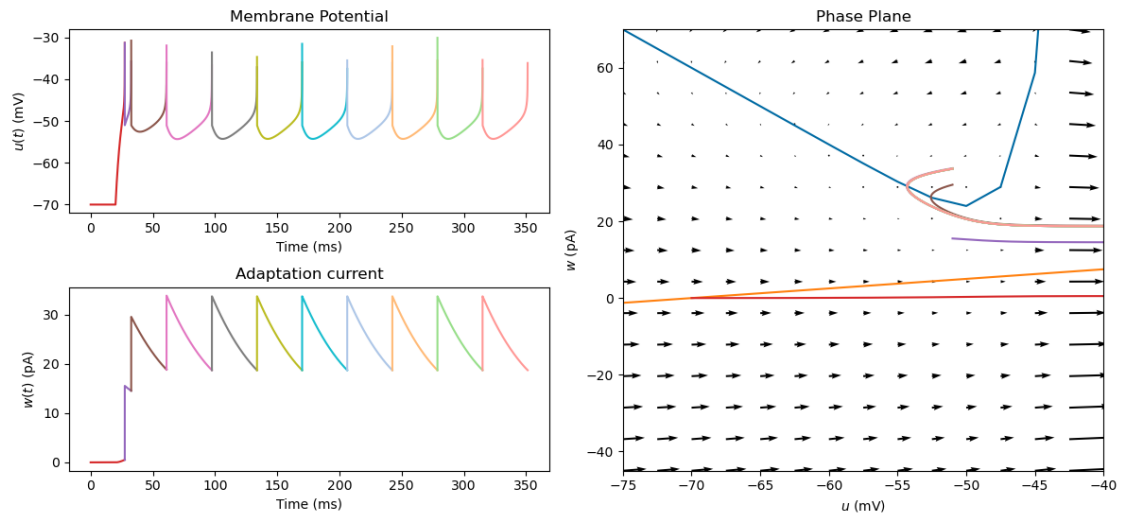 Membrane Potential
−30
−40
−50
−60
−70
u(t) (mV)
0 50 100 150 200 250 300 350
Time (ms)
Adaptation current
30
20
10
0
w(t) (pA)
0 50 100 150 200 250 300 350
Time (ms)
Phase Plane
60
40
20
0
−20
−40
w (pA)
−75 −70 −65 −60 −55 −50 −45 −40
u (mV)